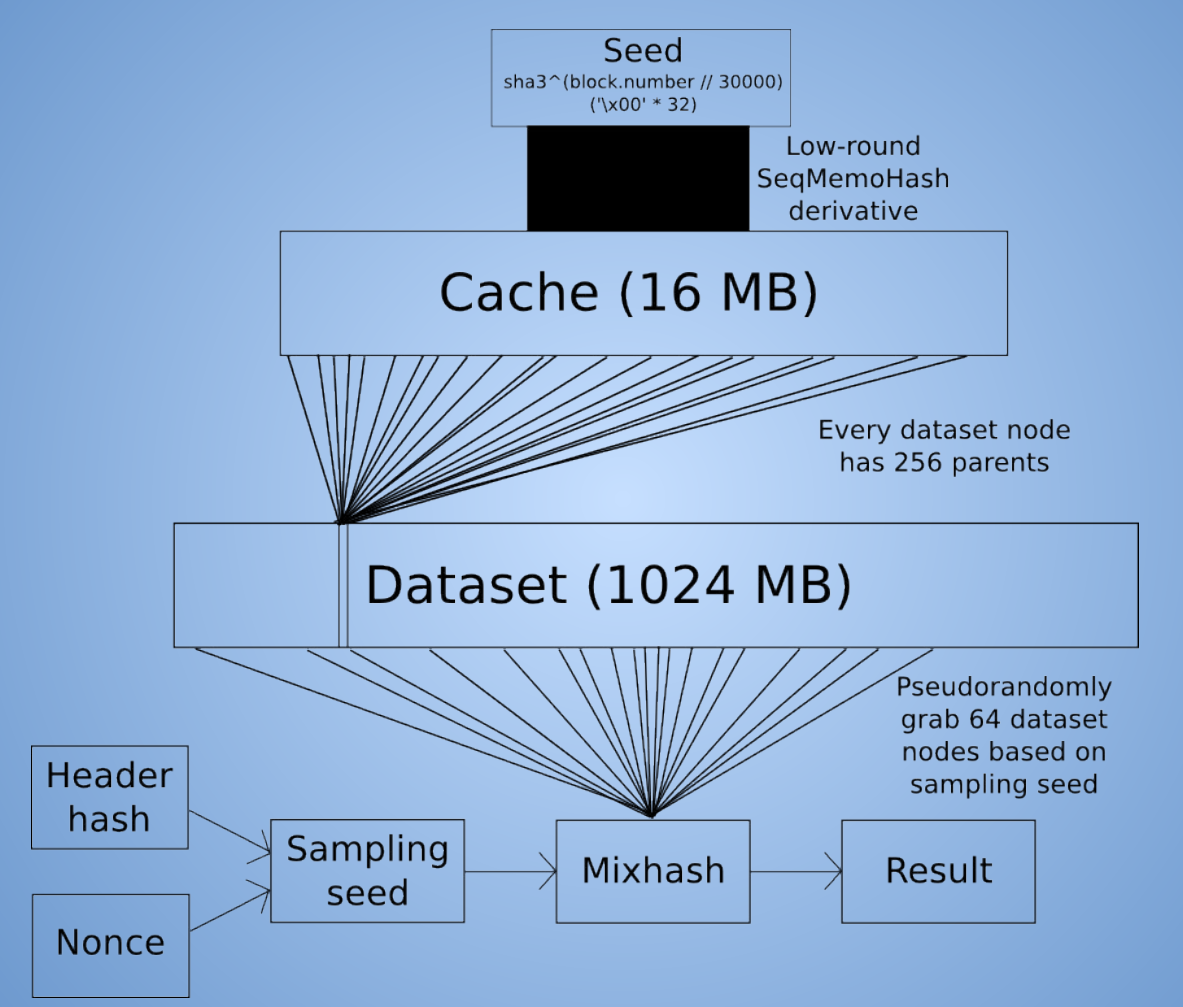 Seed
sha3^(block.number // 30000)
('\x00' * 32)
Low-round
SeqMemoHash
derivative
Cache (16 MB)
Every dataset node
has 256 parents
Dataset (1024 MB)
Pseudorandomly
grab 64 dataset
nodes based on
sampling seed
Header
hash
Sampling
seed
Mixhash
Result
Nonce